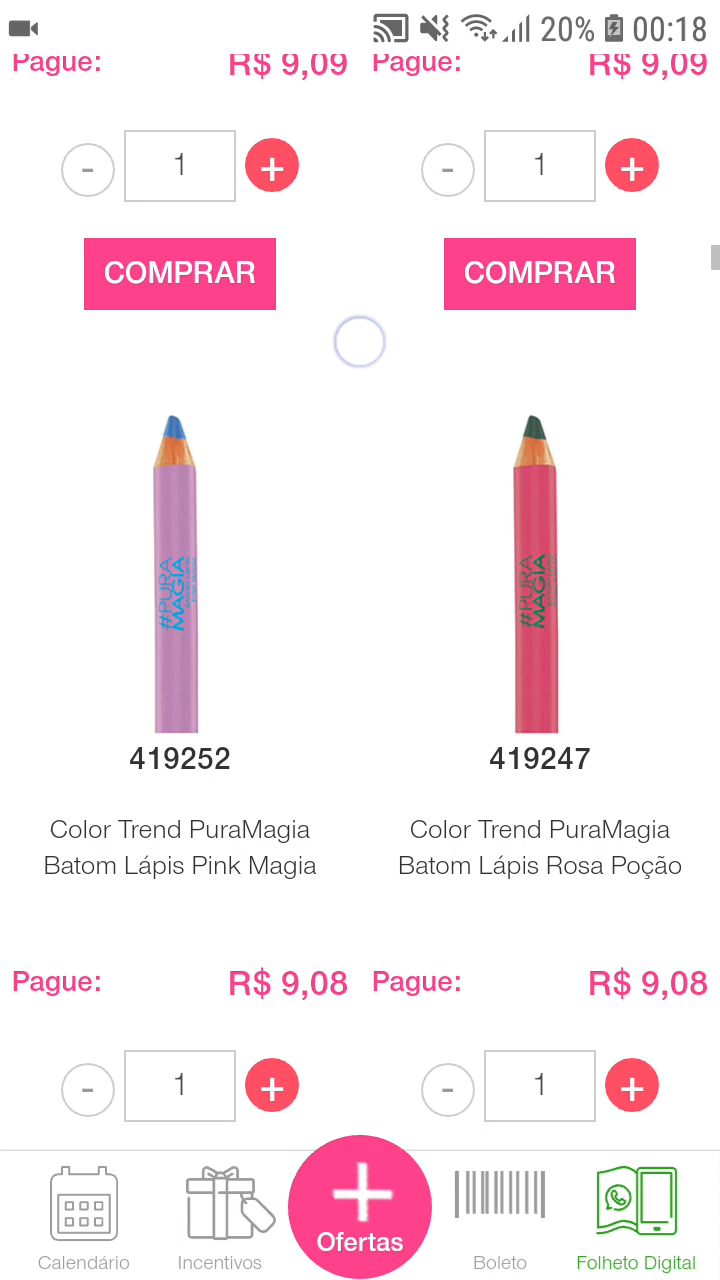 20% 00:18
Pague: R$ 9,09 Pague: R$ 9,09
- 1 + - 1 +
COMPRAR COMPRAR
#PURA
MAGIA
#PURA
MAGIA
419252 419247
Color Trend PuraMagia
Batom Lápis Pink Magia
Color Trend PuraMagia
Batom Lápis Rosa Poção
Pague: R$ 9,08 Pague: R$ 9,08
- 1 + - 1 +
Calendário Incentivos Ofertas Boleto Folheto Digital